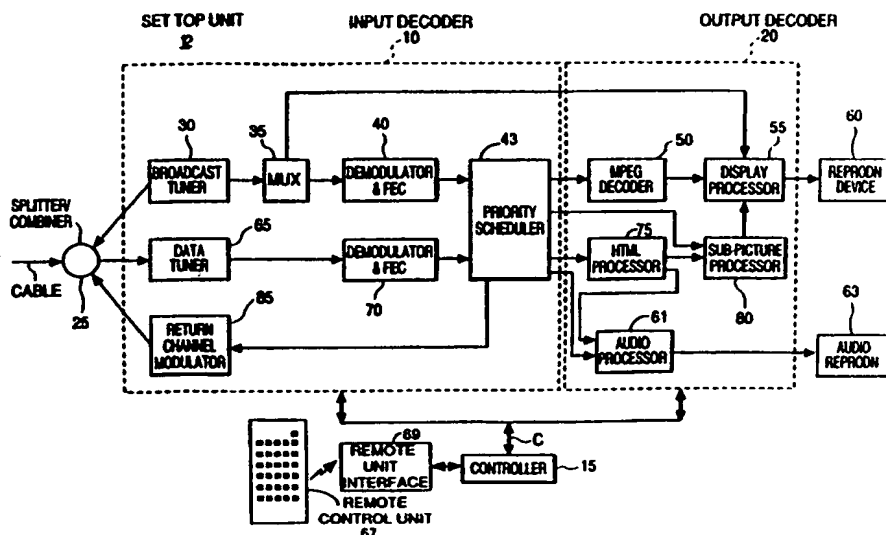 SET TOP UNIT
12
INPUT DECODER
10
OUTPUT DECODER
20
30
BROADCAST
TUNER
35
MUX
40
DEMODULATOR
& FEC
43
PRIORITY
SCHEDULER
50
MPEG
DECODER
55
DISPLAY
PROCESSOR
60
REPRODN
DEVICE
SPLITTER/
COMBINER
CABLE
25
65
DATA
TUNER
DEMODULATOR
& FEC
70
75
HTML
PROCESSOR
SUB-PICTURE
PROCESSOR
80
85
RETURN
CHANNEL
MODULATOR
61
AUDIO
PROCESSOR
63
AUDIO
REPRODN
69
REMOTE
UNIT
INTERFACE
C
CONTROLLER
15
REMOTE
CONTROL UNIT
67